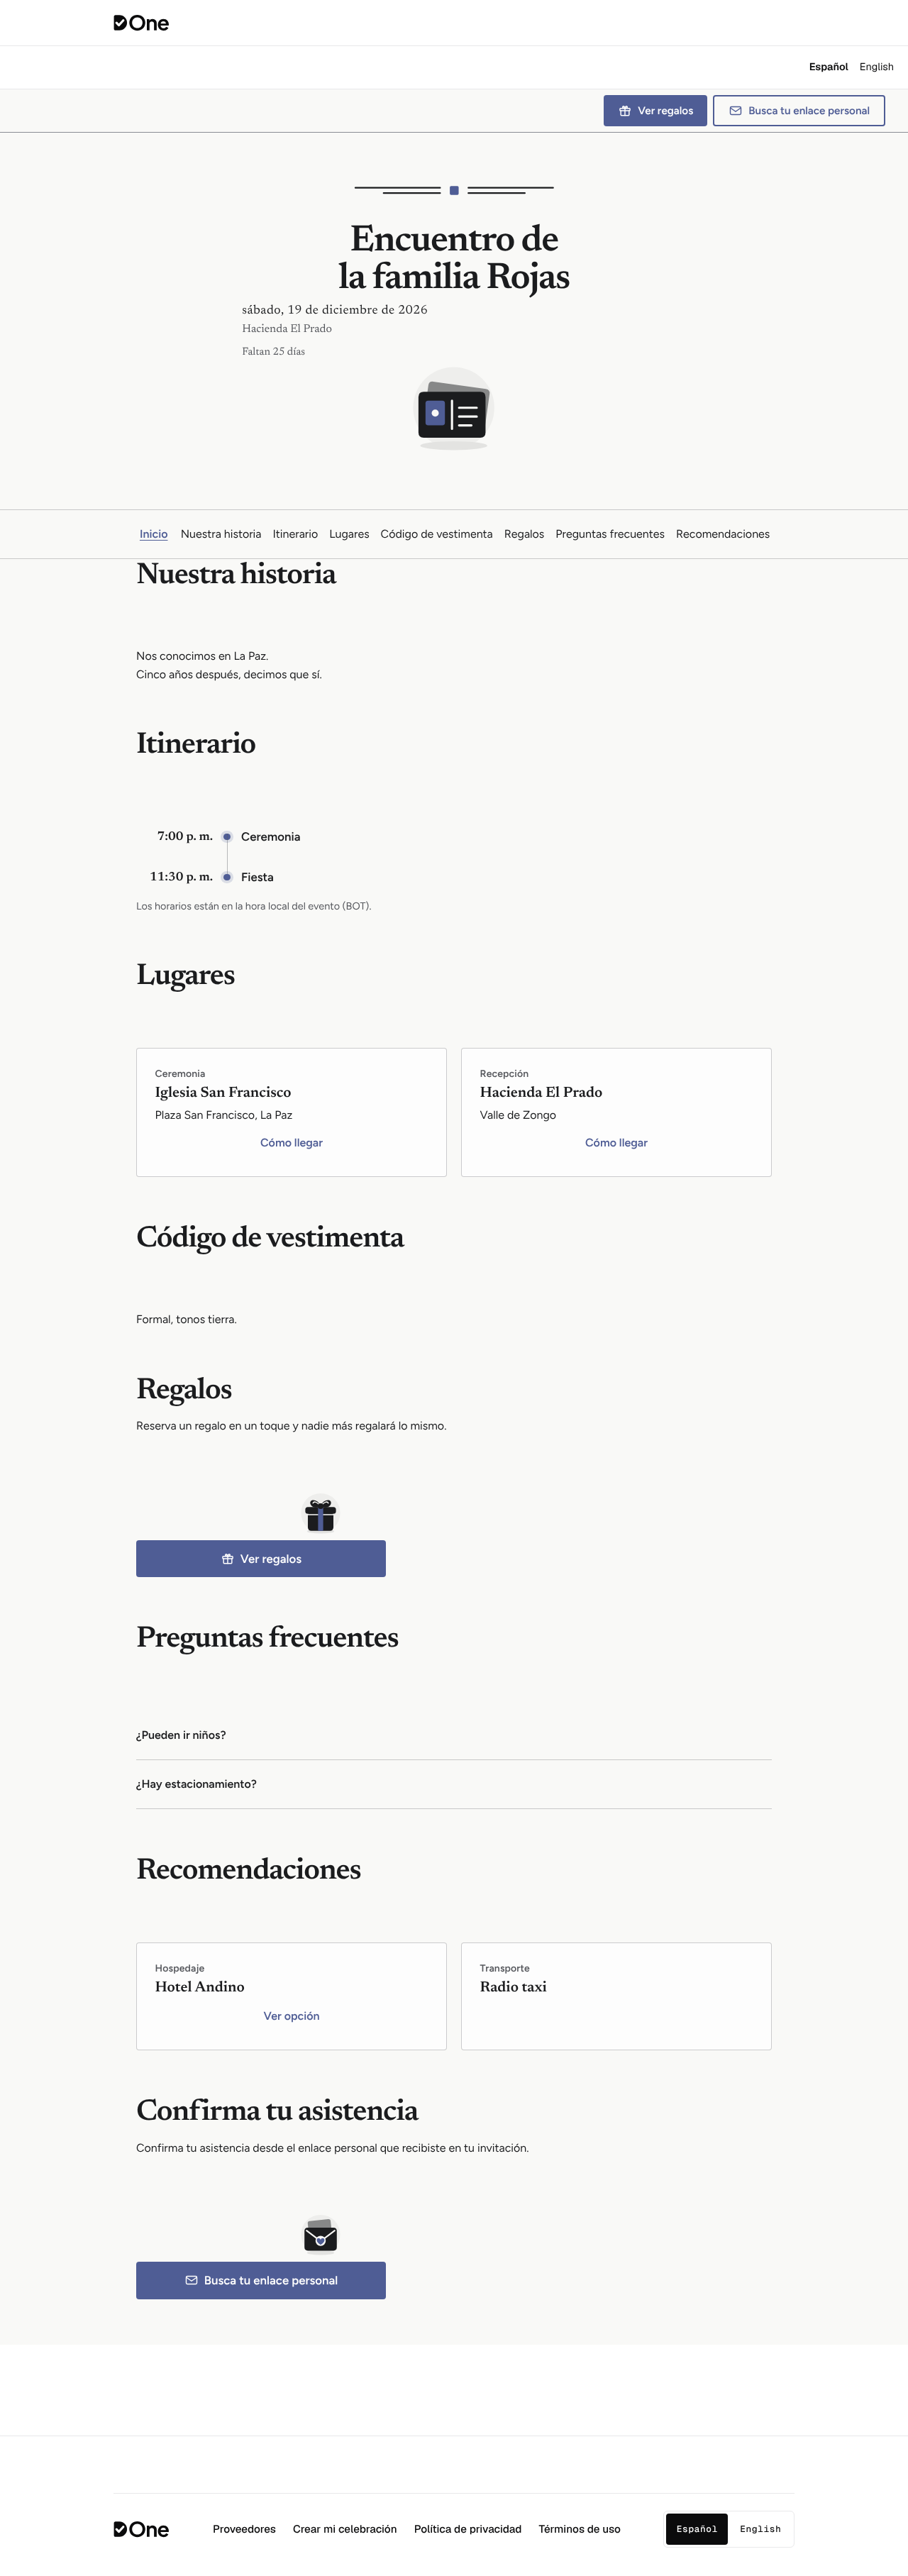 One
Español English
Ver regalos Busca tu enlace personal
Encuentro de
la familia Rojas
sábado, 19 de diciembre de 2026
Hacienda El Prado
Faltan 25 días
Inicio Nuestra historia Itinerario Lugares Código de vestimenta Regalos Preguntas frecuentes Recomendaciones
Nuestra historia
Nos conocimos en La Paz.
Cinco años después, decimos que sí.
Itinerario
7:00 p. m. Ceremonia
11:30 p. m. Fiesta
Los horarios están en la hora local del evento (BOT).
Lugares
Ceremonia
Iglesia San Francisco
Plaza San Francisco, La Paz
Cómo llegar
Recepción
Hacienda El Prado
Valle de Zongo
Cómo llegar
Código de vestimenta
Formal, tonos tierra.
Regalos
Reserva un regalo en un toque y nadie más regalará lo mismo.
Ver regalos
Preguntas frecuentes
¿Pueden ir niños?
¿Hay estacionamiento?
Recomendaciones
Hospedaje
Hotel Andino
Ver opción
Transporte
Radio taxi
Confirma tu asistencia
Confirma tu asistencia desde el enlace personal que recibiste en tu invitación.
Busca tu enlace personal
One Proveedores Crear mi celebración Política de privacidad Términos de uso Español English